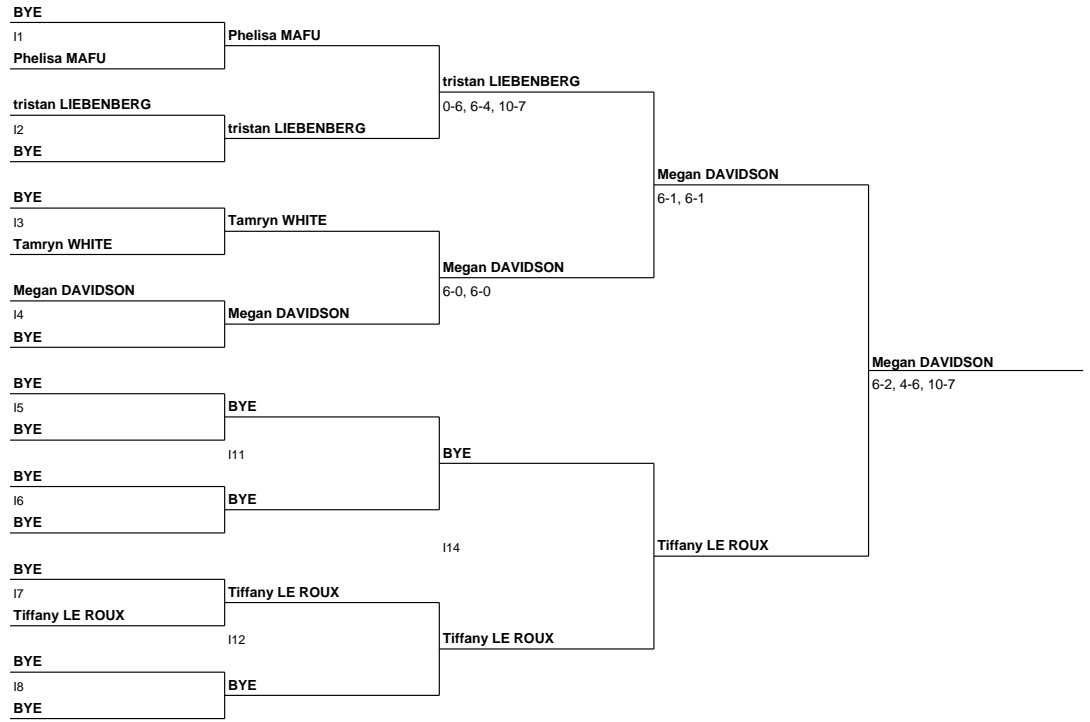 BYE
I1
Phelisa MAFU
tristan LIEBENBERG
I2
BYE
BYE
I3
Tamryn WHITE
Megan DAVIDSON
I4
BYE
BYE
I5
BYE
BYE
I6
BYE
BYE
I7
Tiffany LE ROUX
BYE
I8
BYE
Phelisa MAFU
tristan LIEBENBERG
Tamryn WHITE
Megan DAVIDSON
BYE
I11
BYE
Tiffany LE ROUX
I12
BYE
tristan LIEBENBERG
0-6, 6-4, 10-7
Megan DAVIDSON
6-0, 6-0
BYE
I14
Tiffany LE ROUX
Megan DAVIDSON
6-1, 6-1
Tiffany LE ROUX
Megan DAVIDSON
6-2, 4-6, 10-7